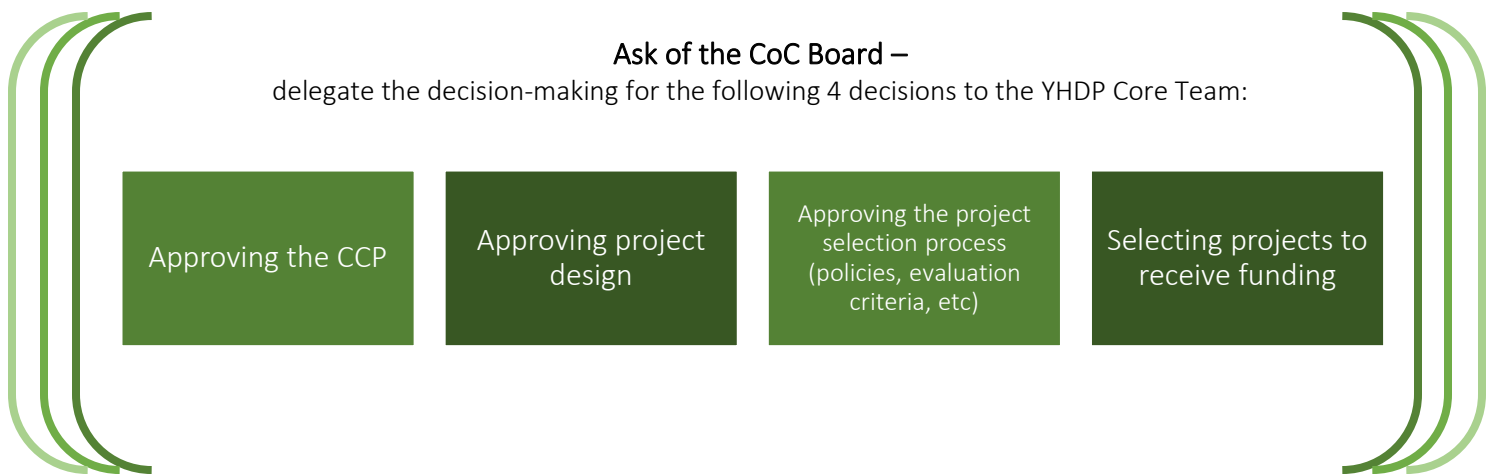 Ask of the CoC Board –
delegate the decision-making for the following 4 decisions to the YHDP Core Team:
Approving the CCP
Approving project
design
Approving the project
selection process
(policies, evaluation
criteria, etc)
Selecting projects to
receive funding